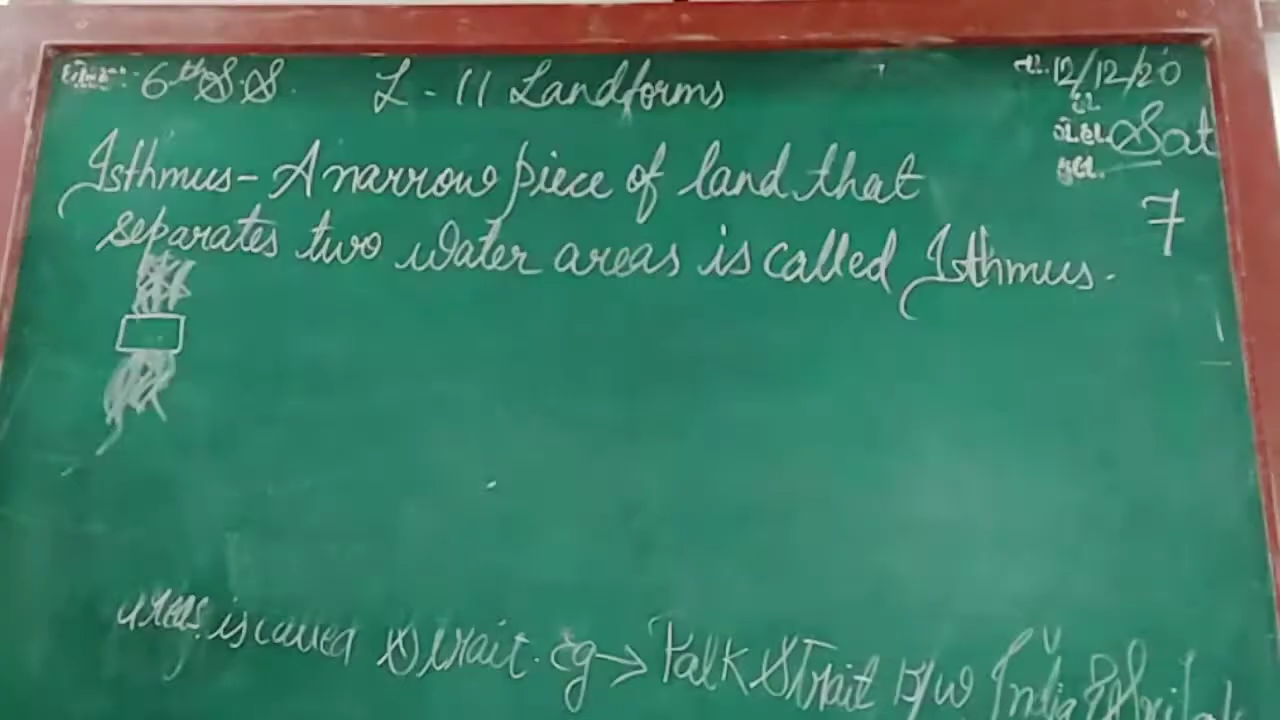 6th S.S. L-11 Landforms
તા. 12/12/20
Sat
7
Isthmus - A narrow piece of land that
separates two water areas is called Isthmus.
areas is called Strait. eg → Palk Strait b/w India & Sri